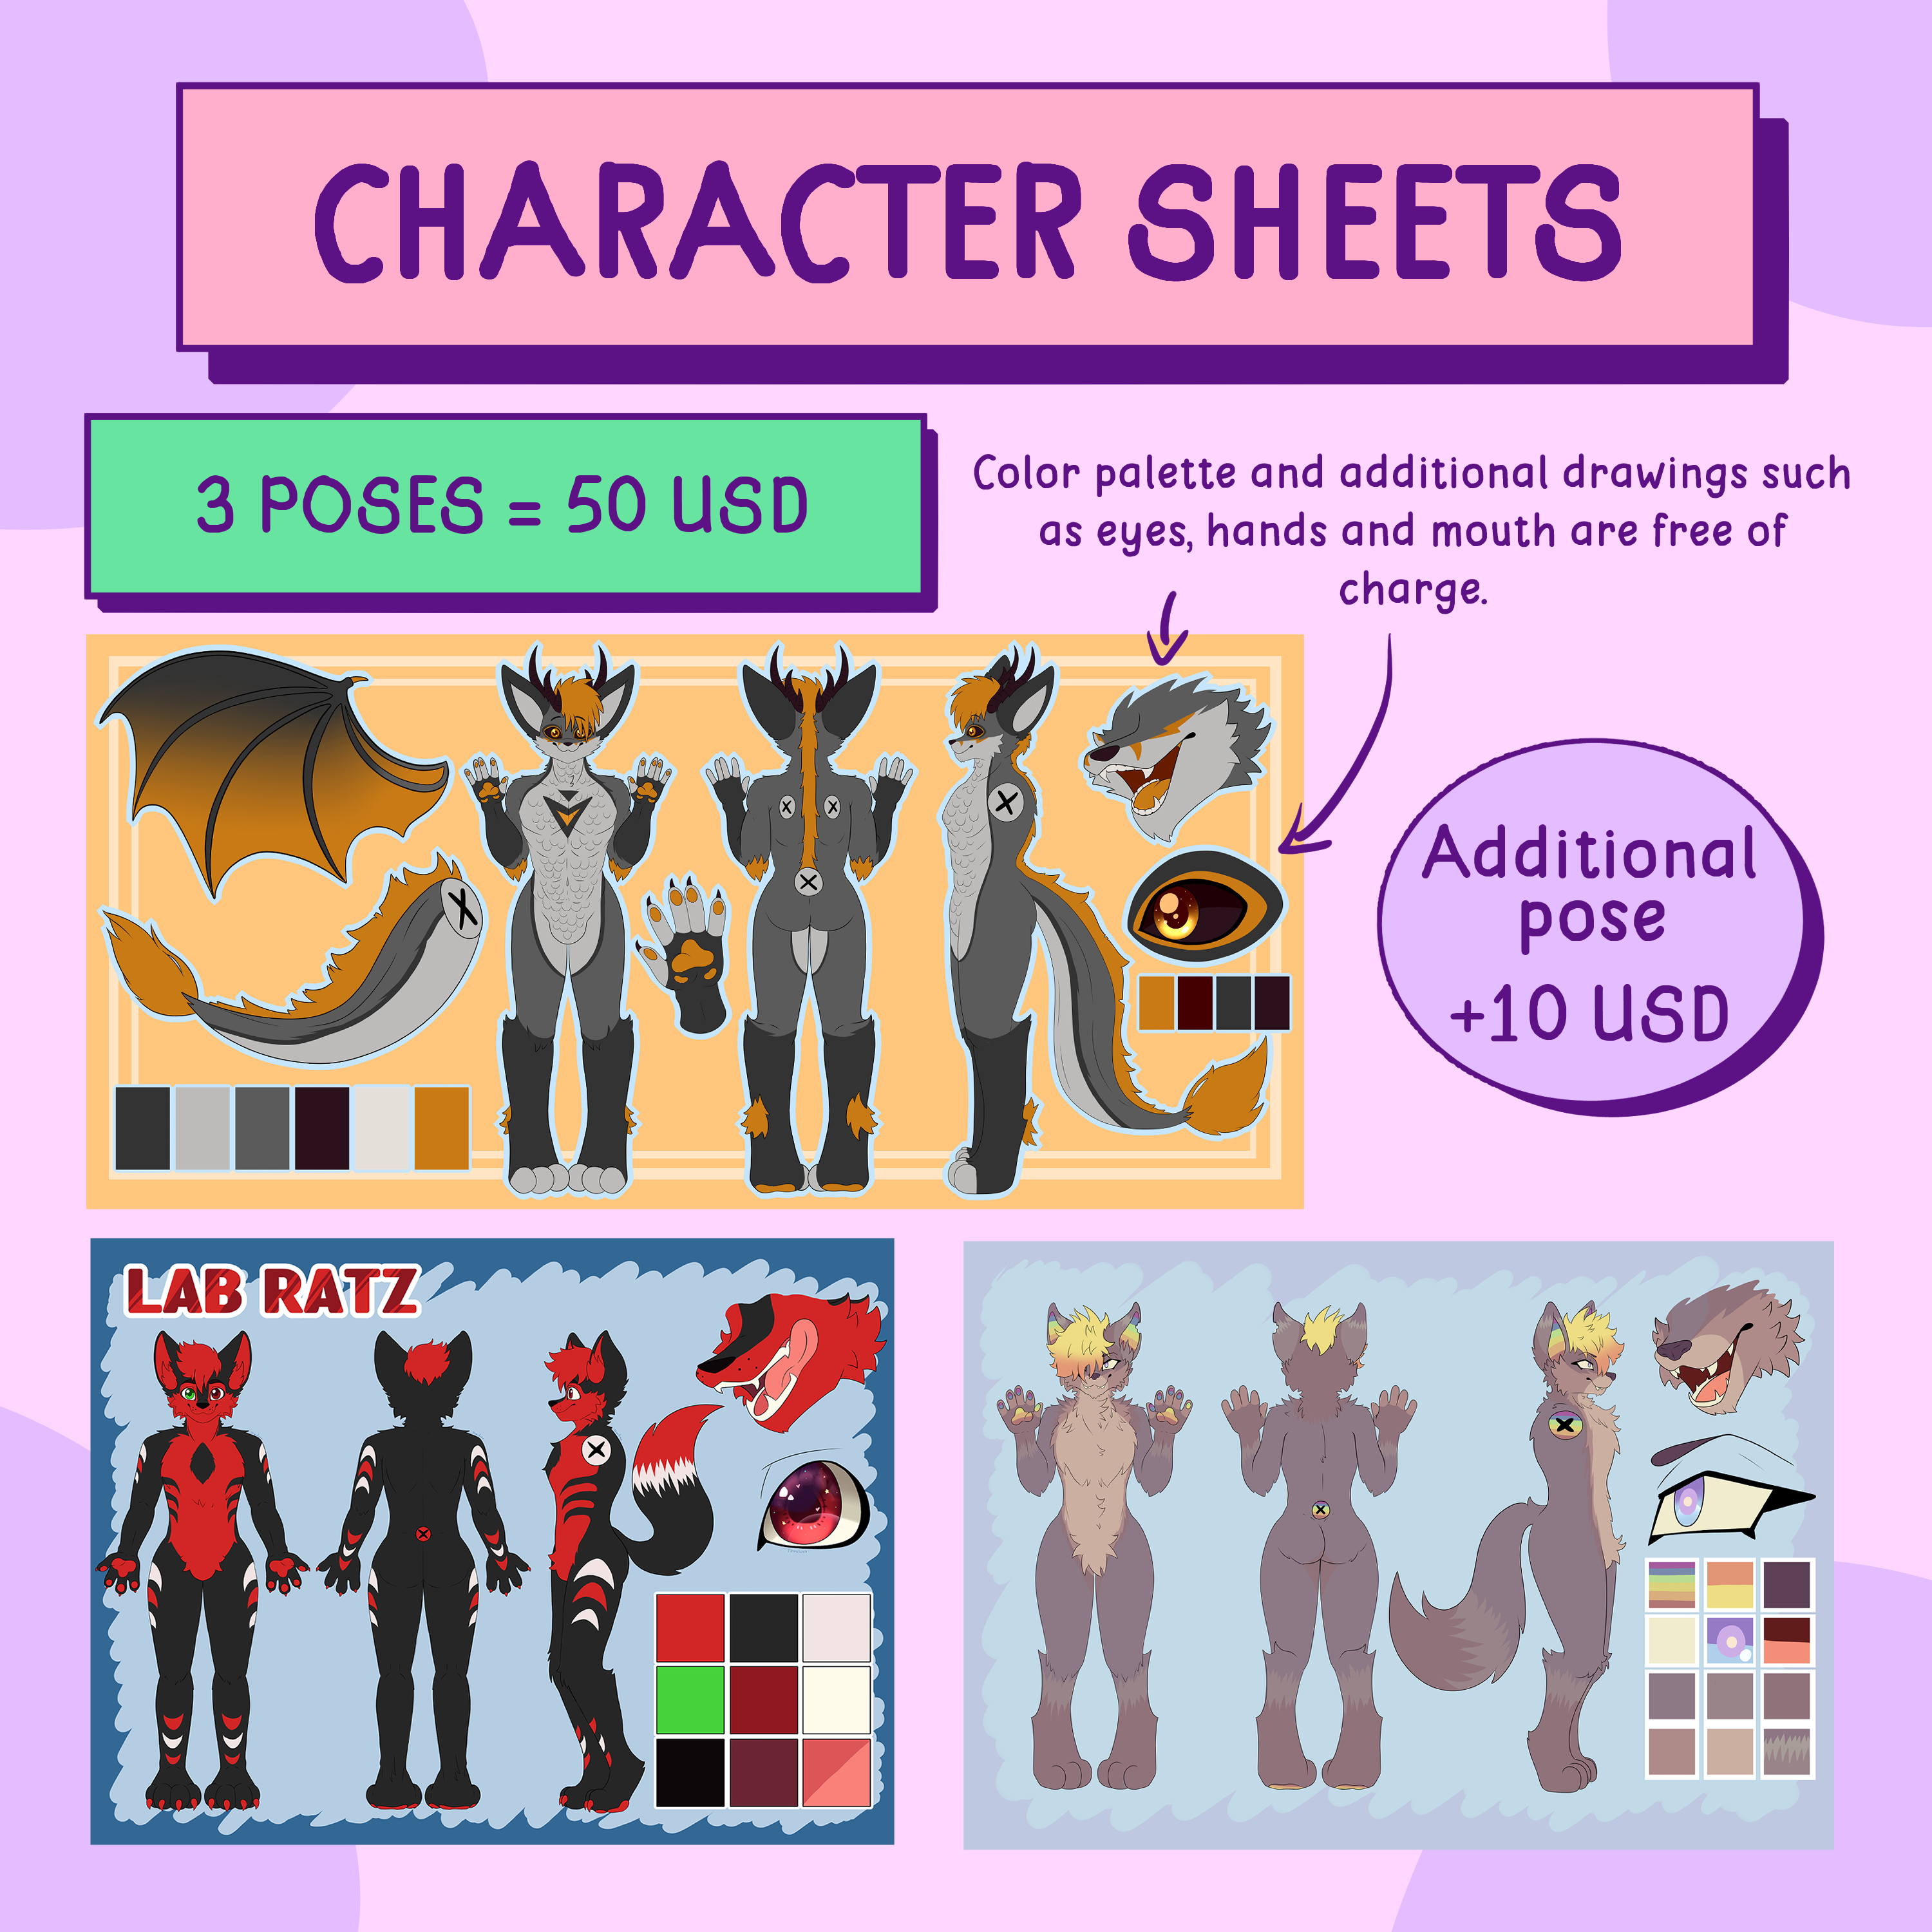 CHARACTER SHEETS
3 POSES = 50 USD
Color palette and additional drawings such
as eyes, hands and mouth are free of
charge.
Additional
pose
+10 USD
LAB RATZ